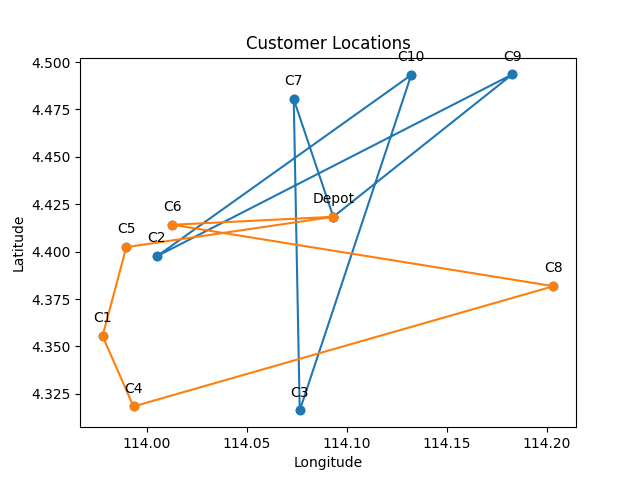 Customer Locations
C10
C9
C7
Depot
C6
C5
C2
C8
C1
C4
C3
4.500
4.475
4.450
4.425
4.400
4.375
4.350
4.325
Latitude
114.00 114.05 114.10 114.15 114.20
Longitude